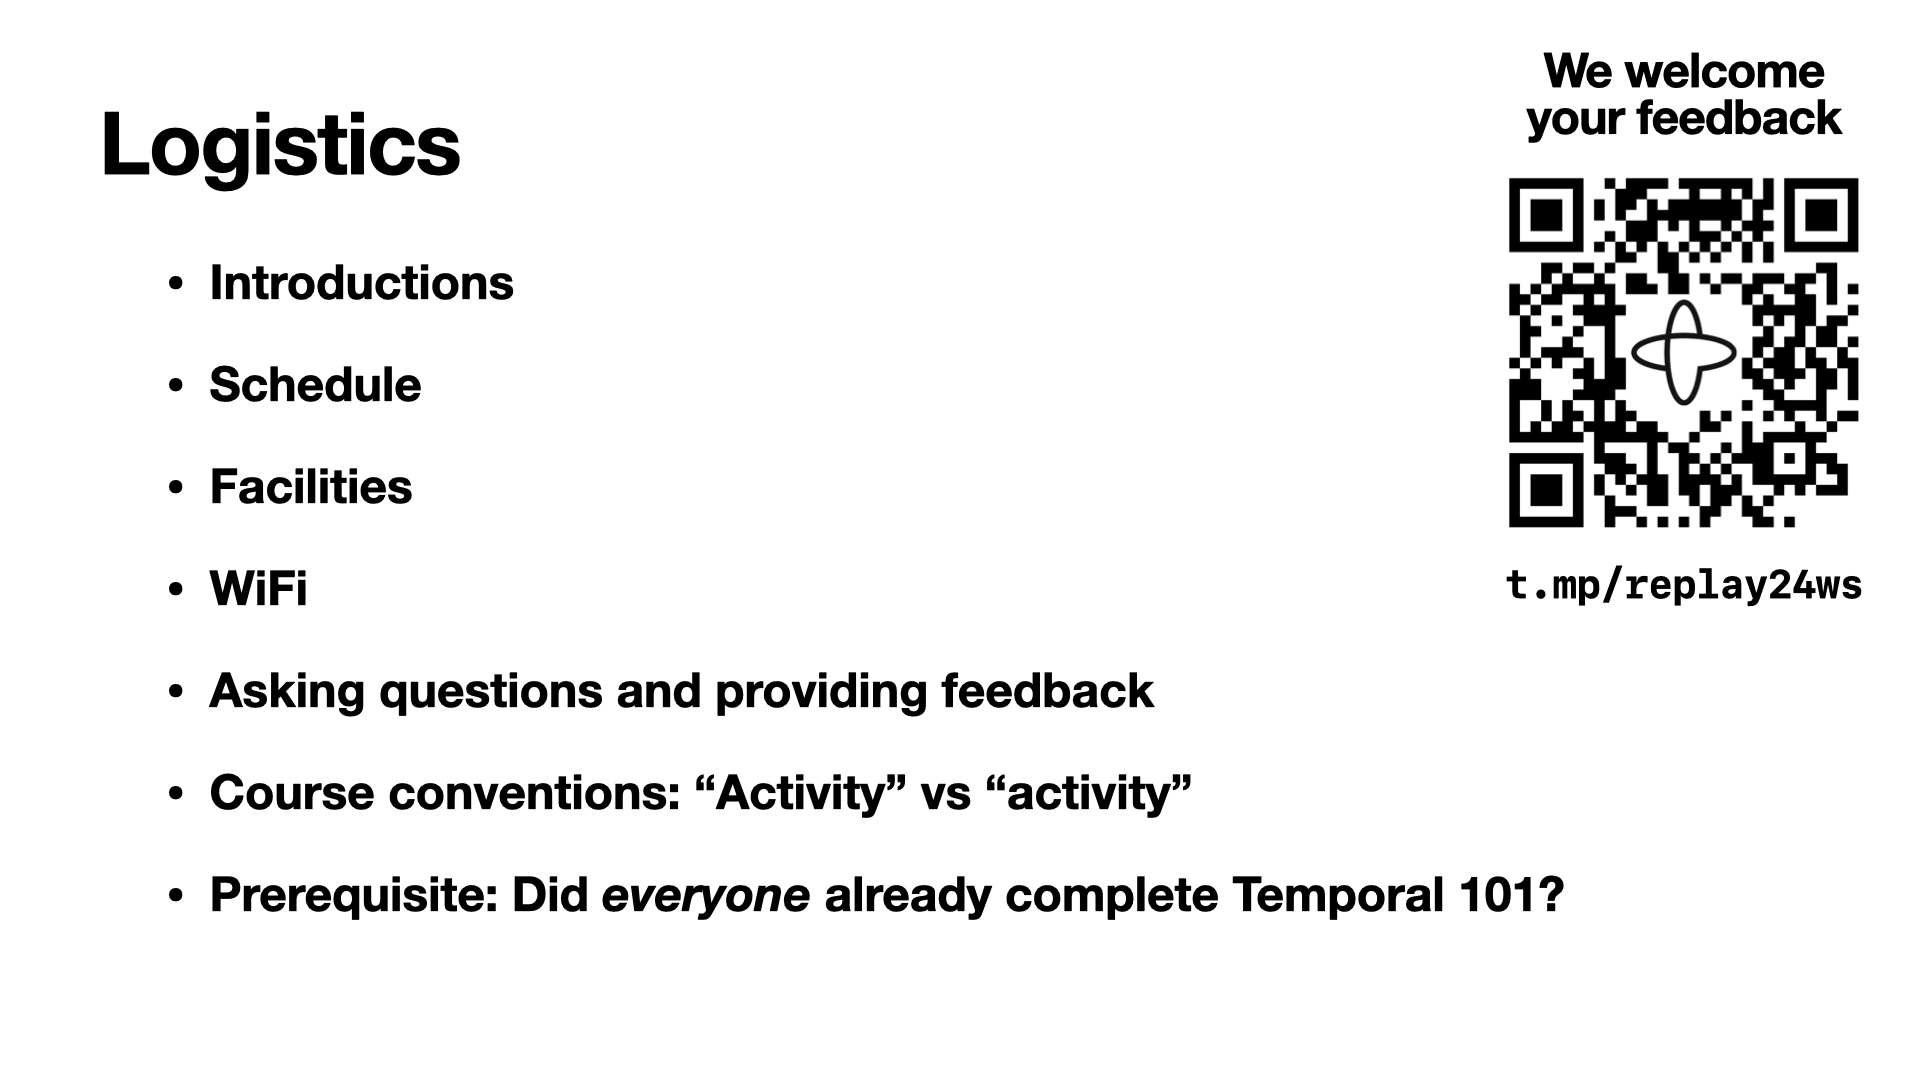 Logistics
• Introductions
• Schedule
• Facilities
• WiFi
• Asking questions and providing feedback
• Course conventions: “Activity” vs “activity”
• Prerequisite: Did everyone already complete Temporal 101?
We welcome
your feedback
t.mp/replay24ws